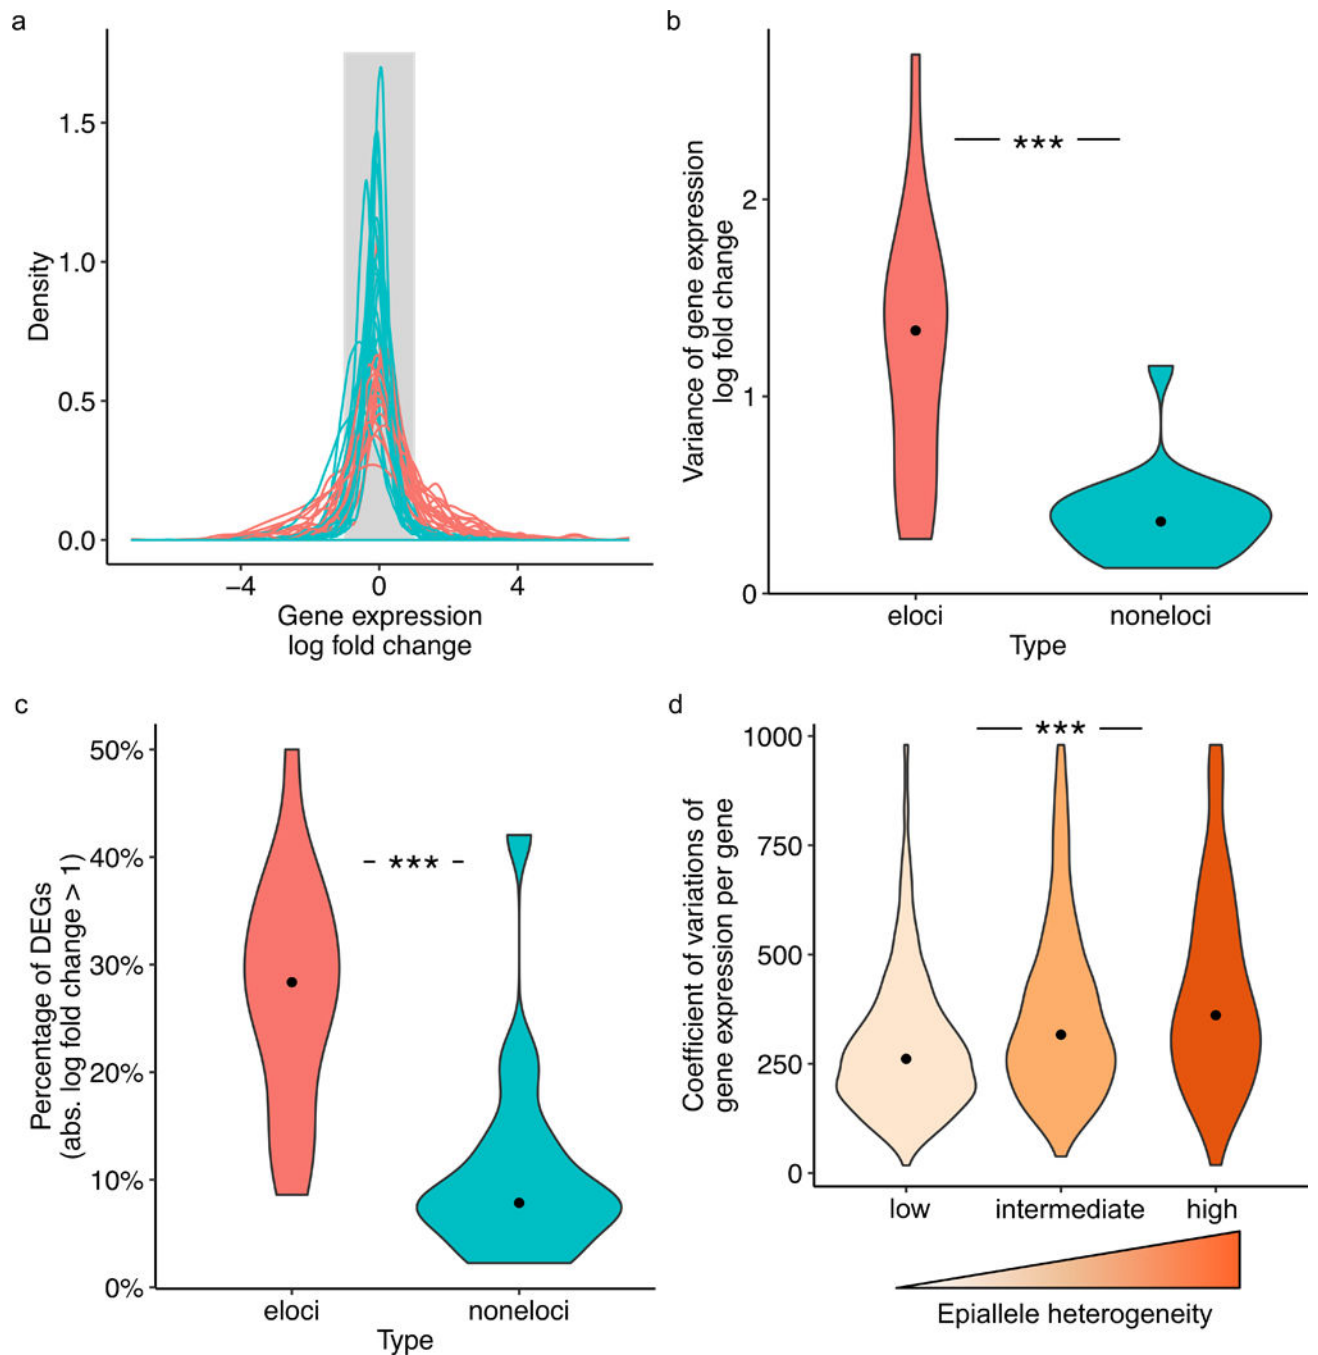 a
1.5
1.0
0.5
0.0
Density
−4 0 4
Gene expression
log fold change
b
2
1
0
Variance of gene expression
log fold change
***
eloci noneloci
Type
c
50%
40%
30%
20%
10%
0%
Percentage of DEGs
(abs. log fold change > 1)
***
eloci noneloci
Type
d
1000
750
500
250
0
Coefficient of variations of
gene expression per gene
***
low intermediate high
Epiallele heterogeneity